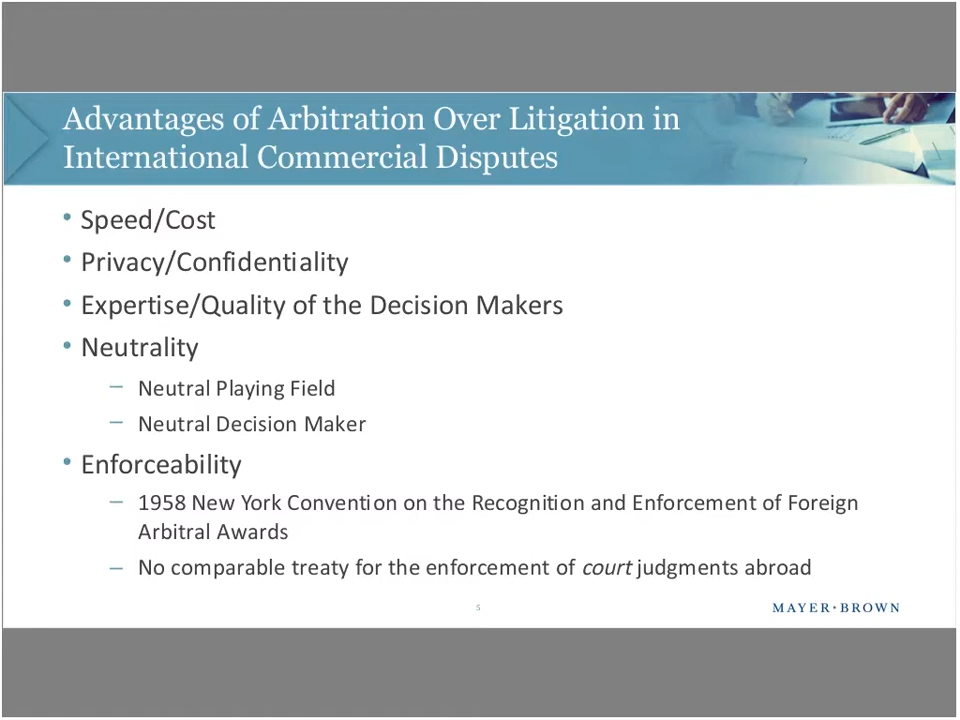 Advantages of Arbitration Over Litigation in
International Commercial Disputes
• Speed/Cost
• Privacy/Confidentiality
• Expertise/Quality of the Decision Makers
• Neutrality
– Neutral Playing Field
– Neutral Decision Maker
• Enforceability
– 1958 New York Convention on the Recognition and Enforcement of Foreign
Arbitral Awards
– No comparable treaty for the enforcement of court judgments abroad
5
MAYER•BROWN